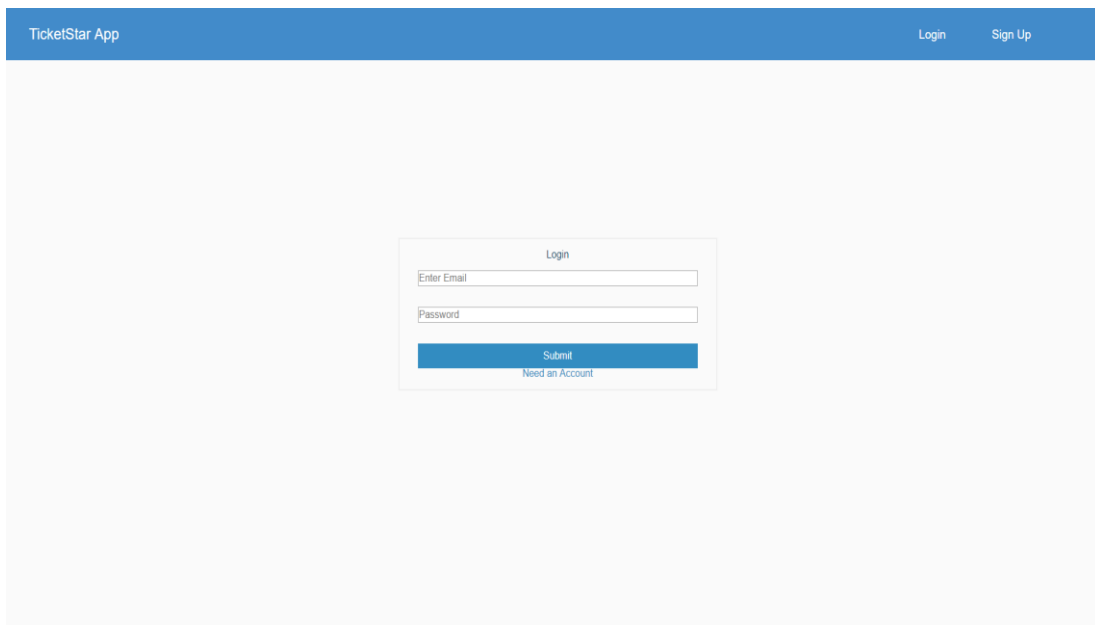 TicketStar App Login Sign Up
Login
Enter Email
Password
Submit
Need an Account